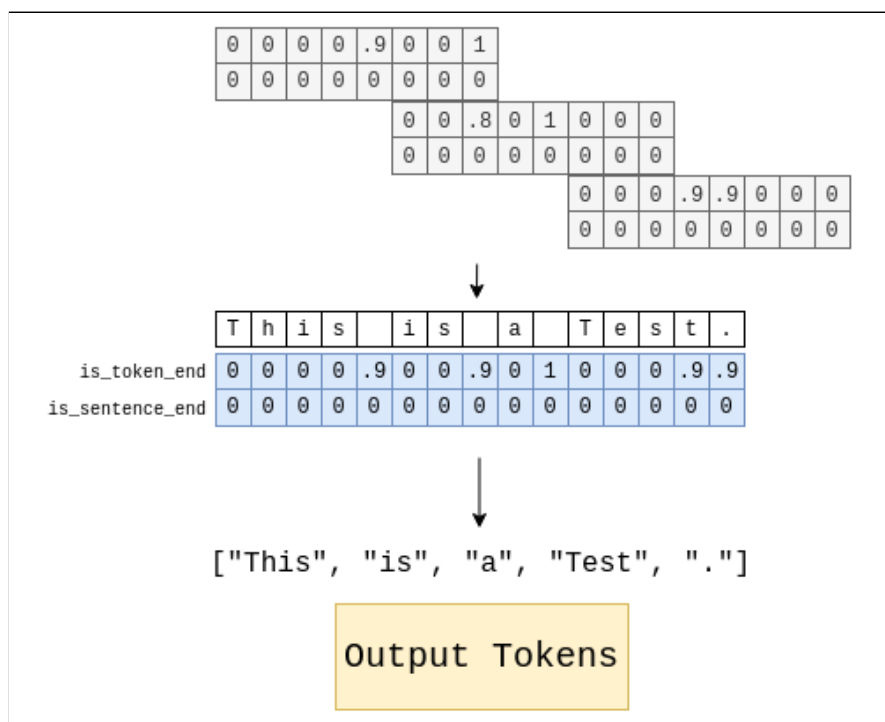 0 0 0 0 .9 0 0 1
0 0 0 0 0 0 0 0
0 0 .8 0 1 0 0 0
0 0 0 0 0 0 0 0
0 0 0 .9 .9 0 0 0
0 0 0 0 0 0 0 0
T h i s i s a T e s t .
is_token_end 0 0 0 0 .9 0 0 .9 0 1 0 0 0 .9 .9
is_sentence_end 0 0 0 0 0 0 0 0 0 0 0 0 0 0 0
["This", "is", "a", "Test", "."]
Output Tokens